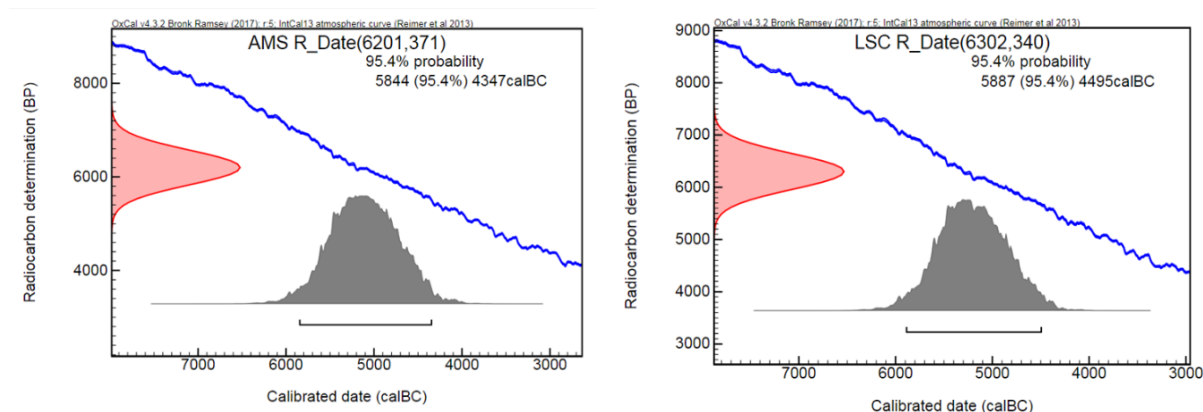 OxCal v4.3.2 Bronk Ramsey (2017); r:5; IntCal13 atmospheric curve (Reimer et al 2013)
AMS R_Date(6201,371)
95.4% probability
5844 (95.4%) 4347calBC
Radiocarbon determination (BP)
8000
6000
4000
7000 6000 5000 4000 3000
Calibrated date (calBC)
OxCal v4.3.2 Bronk Ramsey (2017); r:5; IntCal13 atmospheric curve (Reimer et al 2013)
LSC R_Date(6302,340)
95.4% probability
5887 (95.4%) 4495calBC
Radiocarbon determination (BP)
9000
8000
7000
6000
5000
4000
3000
7000 6000 5000 4000 3000
Calibrated date (calBC)